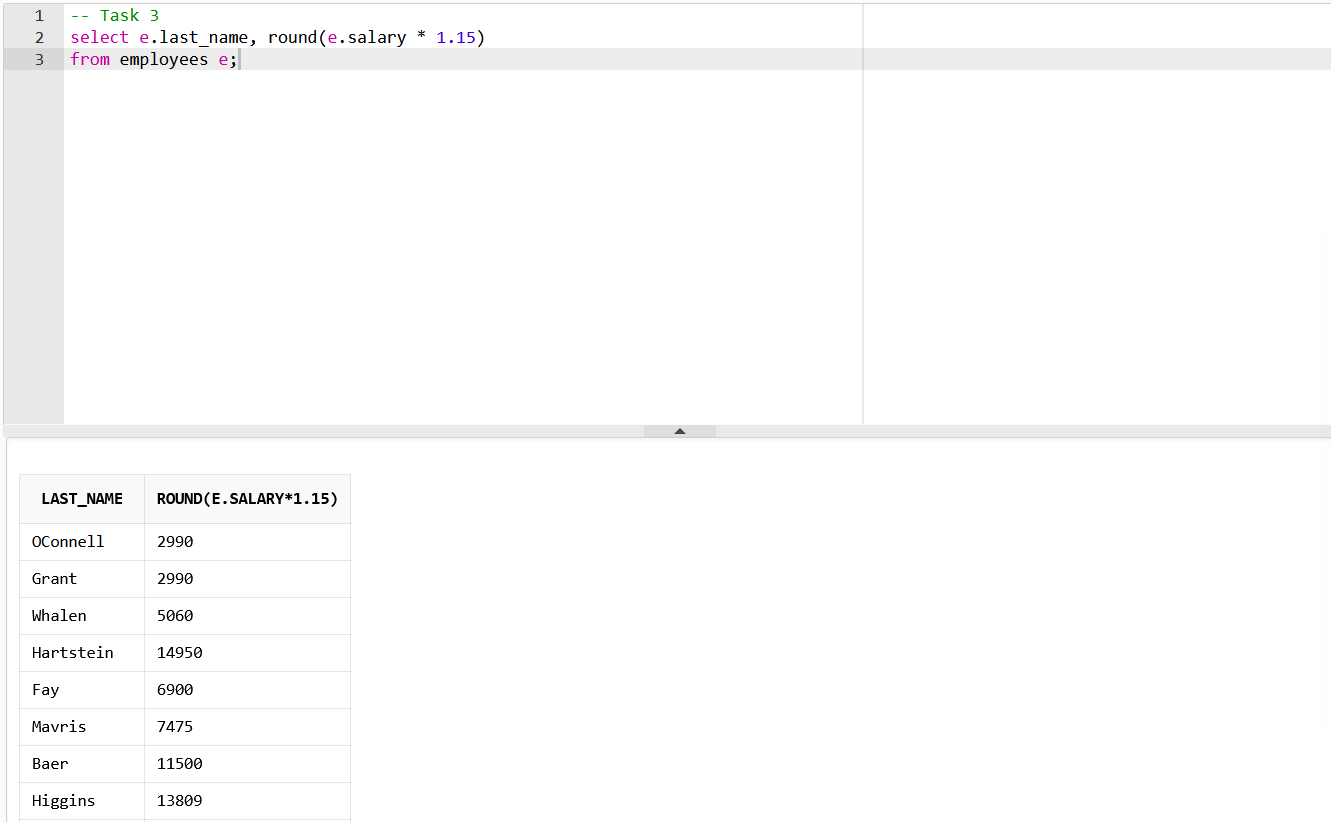 1 -- Task 3
2 select e.last_name, round(e.salary * 1.15)
3 from employees e;
LAST_NAME ROUND(E.SALARY*1.15)
OConnell 2990
Grant 2990
Whalen 5060
Hartstein 14950
Fay 6900
Mavris 7475
Baer 11500
Higgins 13809